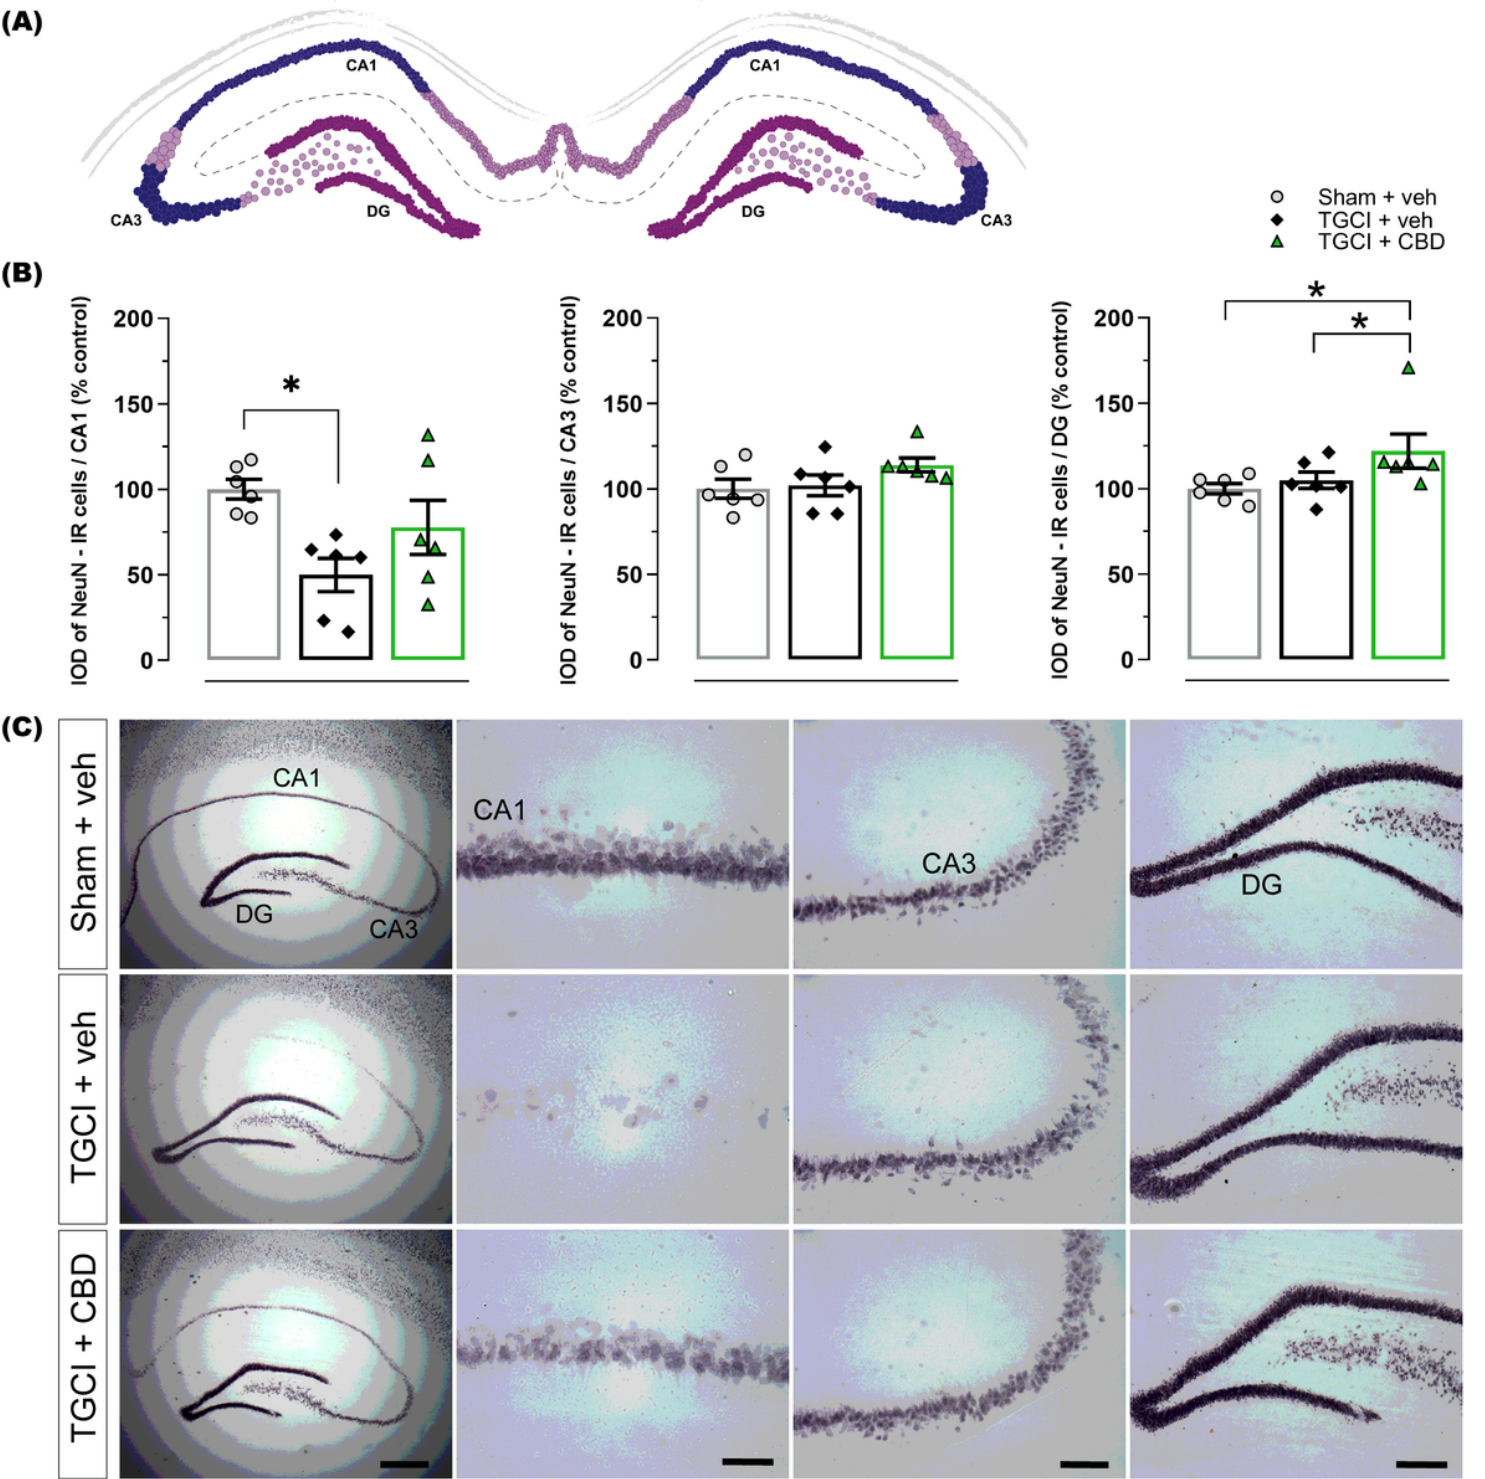 (A)
CA1
CA1
CA3
DG
DG
CA3
Sham + veh
TGCI + veh
TGCI + CBD
(B)
IOD of NeuN - IR cells / CA1 (% control)
200
150
100
50
0
*
IOD of NeuN - IR cells / CA3 (% control)
200
150
100
50
0
IOD of NeuN - IR cells / DG (% control)
200
150
100
50
0
*
*
(C)
Sham + veh
CA1
DG
CA3
CA1
CA3
DG
TGCI + veh
TGCI + CBD